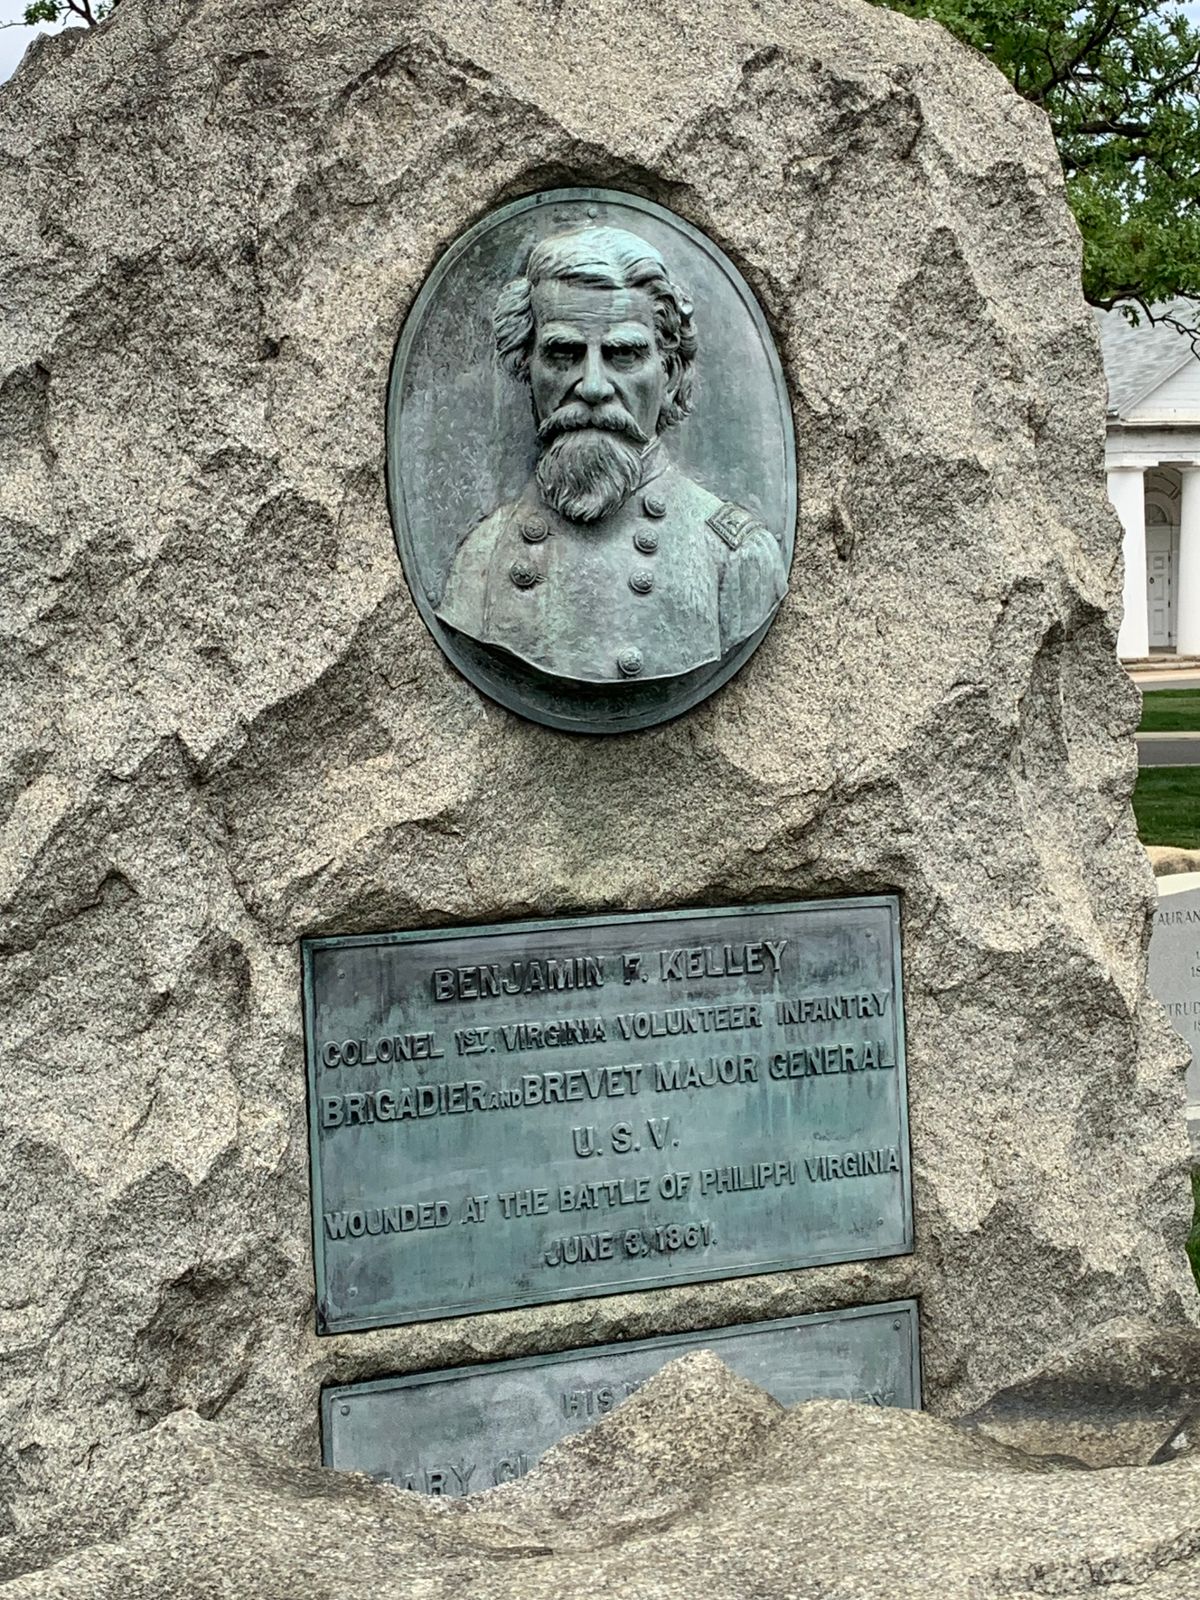 BENJAMIN F. KELLEY
COLONEL 1ST. VIRGINIA VOLUNTEER INFANTRY
BRIGADIER AND BREVET MAJOR GENERAL
U. S. V.
WOUNDED AT THE BATTLE OF PHILIPPI VIRGINIA
JUNE 3, 1861.
HIS